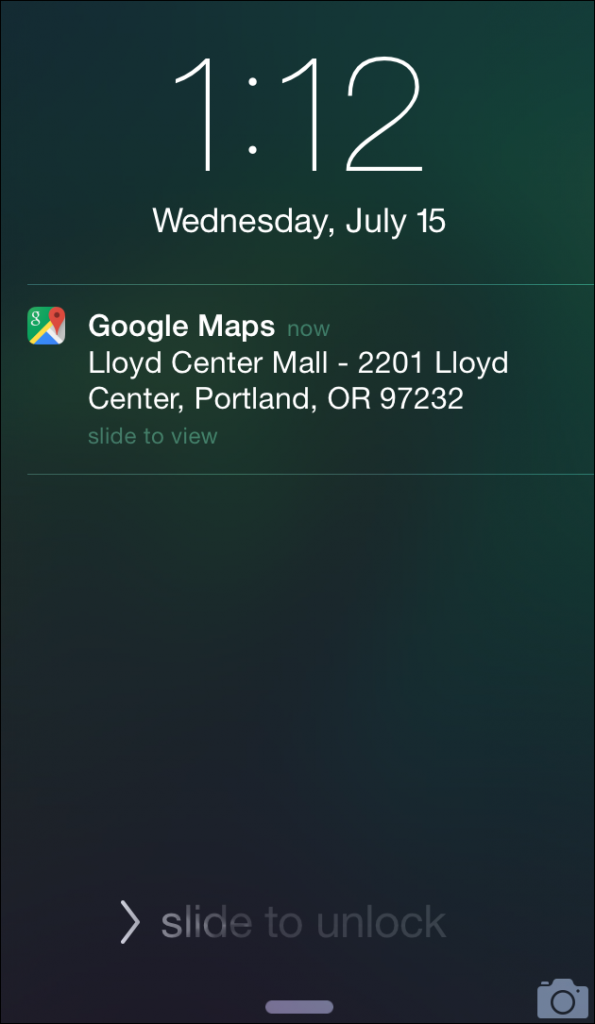 1:12
Wednesday, July 15
Google Maps now
Lloyd Center Mall - 2201 Lloyd
Center, Portland, OR 97232
slide to view
slide to unlock